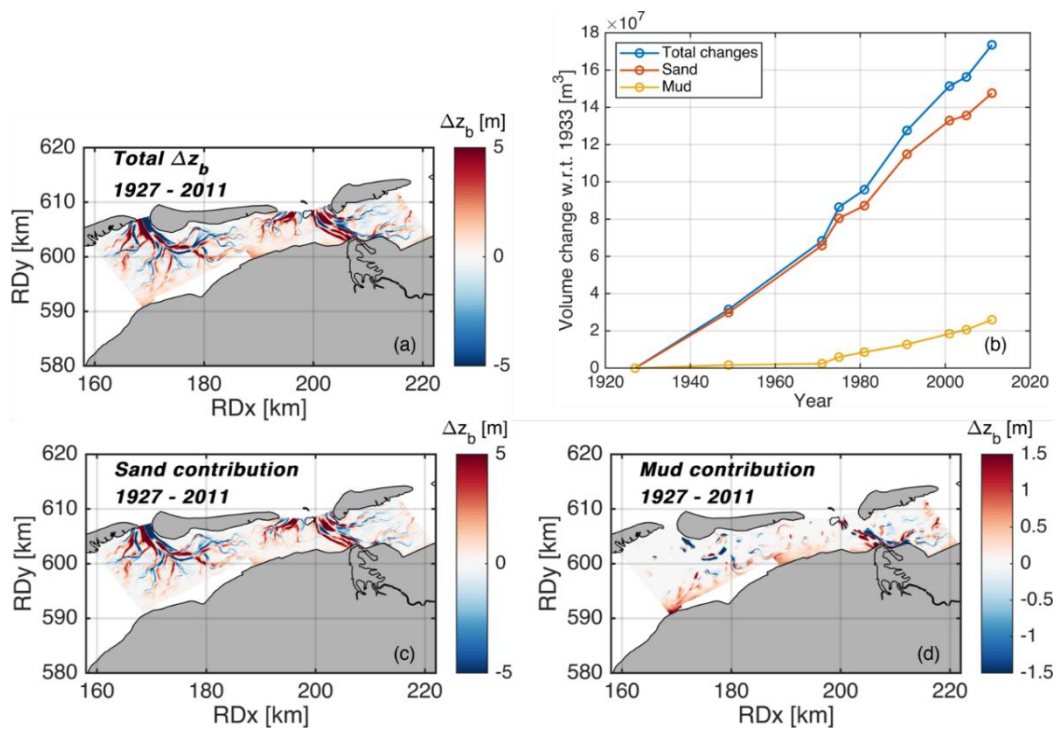 Δz_b [m]
620
610
600
590
580
160
180
200
220
5
0
-5
RDy [km]
RDx [km]
Total Δz_b
1927 - 2011
(a)
×10^7
18
16
14
12
10
8
6
4
2
0
1920
1940
1960
1980
2000
2020
Volume change w.r.t. 1933 [m^3]
Year
Total changes
Sand
Mud
(b)
Δz_b [m]
620
610
600
590
580
160
180
200
220
5
0
-5
RDy [km]
RDx [km]
Sand contribution
1927 - 2011
(c)
Δz_b [m]
620
610
600
590
580
160
180
200
220
1.5
1
0.5
0
-0.5
-1
-1.5
RDy [km]
RDx [km]
Mud contribution
1927 - 2011
(d)